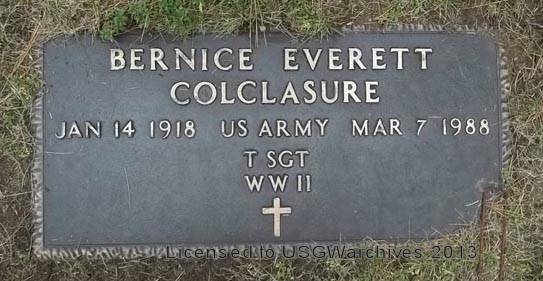 BERNICE EVERETT
COLCLASURE
JAN 14 1918 US ARMY MAR 7 1988
T SGT
WW II
Licensed to USGWarchives 2013